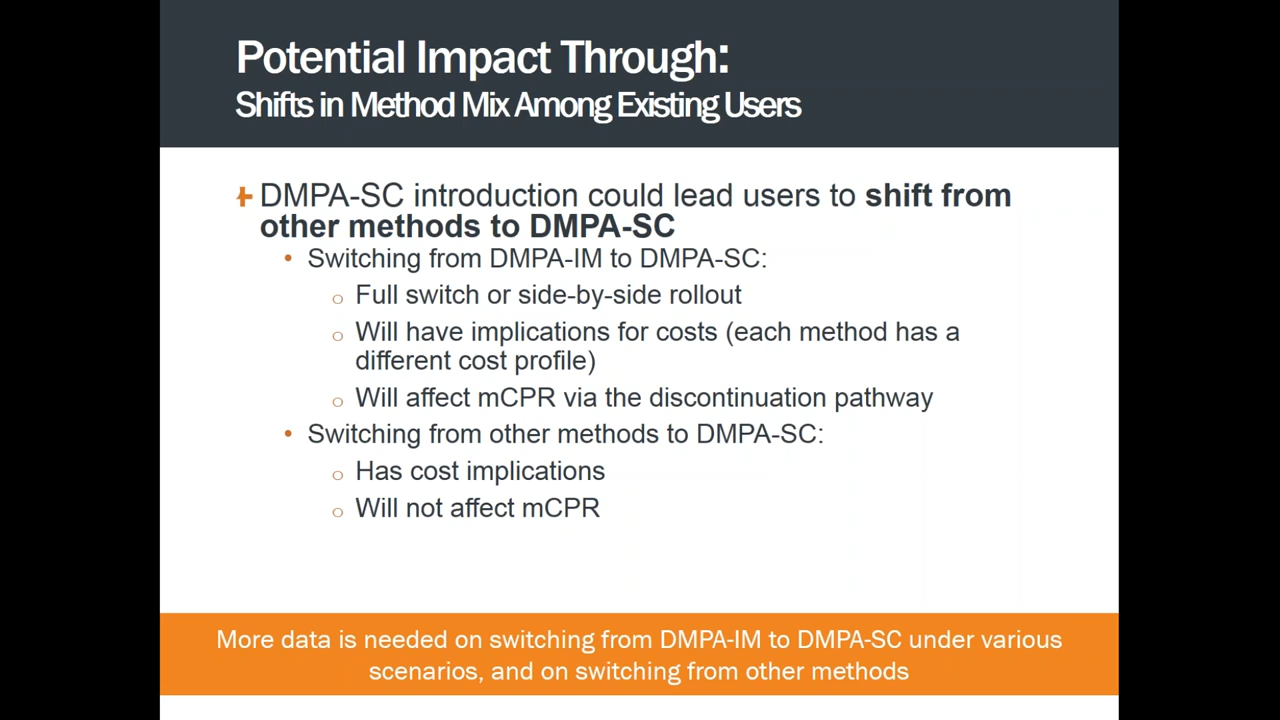 Potential Impact Through:
Shifts in Method Mix Among Existing Users
DMPA-SC introduction could lead users to shift from
other methods to DMPA-SC
• Switching from DMPA-IM to DMPA-SC:
o Full switch or side-by-side rollout
o Will have implications for costs (each method has a
different cost profile)
o Will affect mCPR via the discontinuation pathway
• Switching from other methods to DMPA-SC:
o Has cost implications
o Will not affect mCPR
More data is needed on switching from DMPA-IM to DMPA-SC under various
scenarios, and on switching from other methods